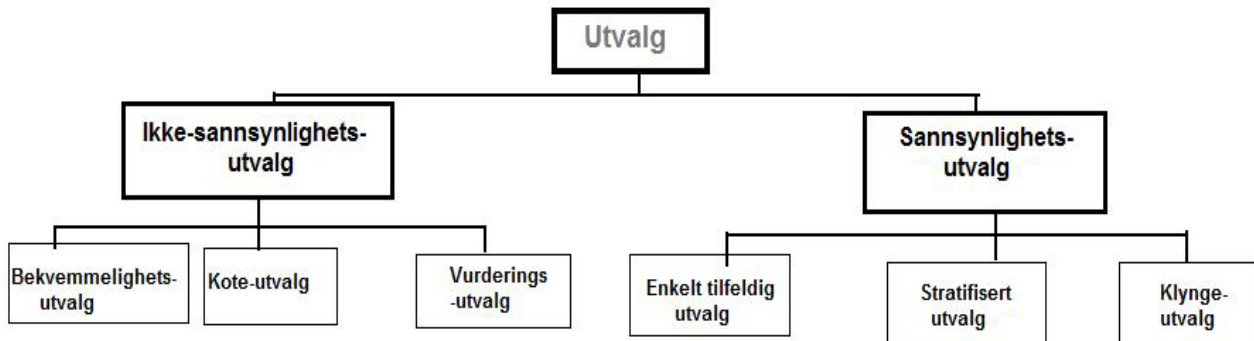 Utvalg
Ikke-sannsynlighets-
utvalg
Sannsynlighets-
utvalg
Bekvemmelighets-
utvalg
Kote-utvalg
Vurderings
-utvalg
Enkelt tilfeldig
utvalg
Stratifisert
utvalg
Klynge-
utvalg